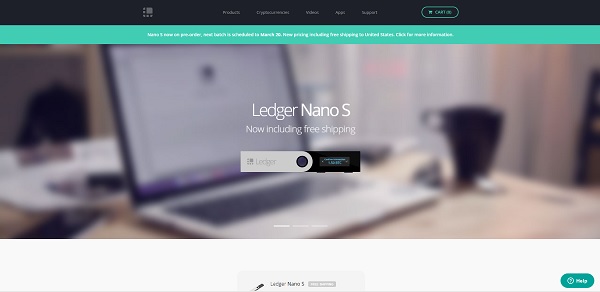 Products Cryptocurrencies Videos Apps Support CART (0)
Nano S now on pre-order, next batch is scheduled to March 20. New pricing including free shipping to United States. Click for more information.
Ledger Nano S
Now including free shipping
Ledger
Ledger Nano S FREE SHIPPING
Help